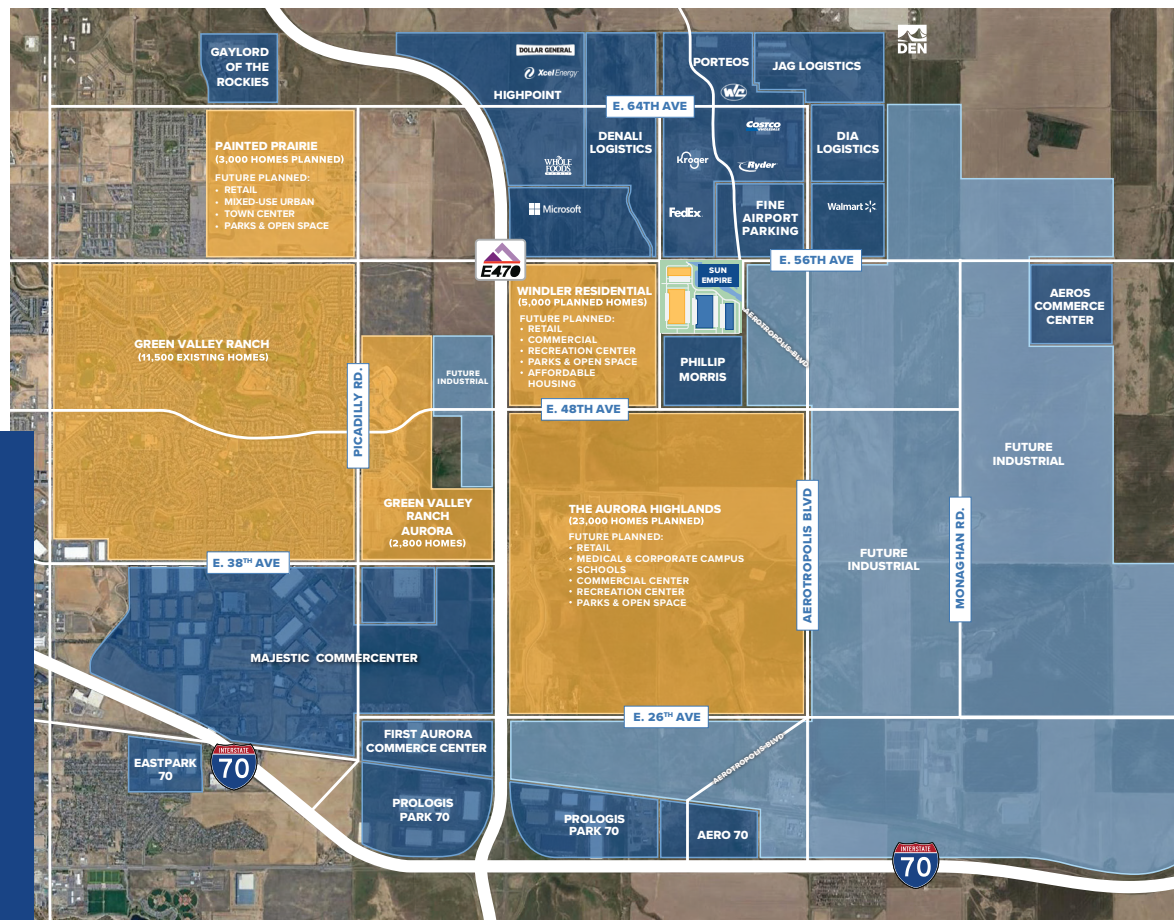 GAYLORD
OF THE
ROCKIES
DOLLAR GENERAL
Xcel Energy
HIGHPOINT
PORTEOS
WC
JAG LOGISTICS
DEN
E. 64TH AVE
PAINTED PRAIRIE
(3,000 HOMES PLANNED)
FUTURE PLANNED:
• RETAIL
• MIXED-USE URBAN
• TOWN CENTER
• PARKS & OPEN SPACE
WHOLE
FOODS
MARKET
DENALI
LOGISTICS
Microsoft
COSTCO
WHOLESALE
Kroger
Ryder
FedEx
FINE
AIRPORT
PARKING
DIA
LOGISTICS
Walmart
E470
E. 56TH AVE
GREEN VALLEY RANCH
(11,500 EXISTING HOMES)
PICADILLY RD.
FUTURE
INDUSTRIAL
WINDLER RESIDENTIAL
(5,000 PLANNED HOMES)
FUTURE PLANNED:
• RETAIL
• COMMERCIAL
• RECREATION CENTER
• PARKS & OPEN SPACE
• AFFORDABLE
HOUSING
SUN
EMPIRE
PHILLIP
MORRIS
AEROTROPOLIS BLVD
AEROS
COMMERCE
CENTER
E. 48TH AVE
GREEN VALLEY
RANCH
AURORA
(2,800 HOMES)
THE AURORA HIGHLANDS
(23,000 HOMES PLANNED)
FUTURE PLANNED:
• RETAIL
• MEDICAL & CORPORATE CAMPUS
• SCHOOLS
• COMMERCIAL CENTER
• RECREATION CENTER
• PARKS & OPEN SPACE
AEROTROPOLIS BLVD
FUTURE
INDUSTRIAL
MONAGHAN RD.
FUTURE
INDUSTRIAL
E. 38TH AVE
MAJESTIC COMMERCENTER
E. 26TH AVE
EASTPARK
70
INTERSTATE
70
FIRST AURORA
COMMERCE CENTER
PROLOGIS
PARK 70
PROLOGIS
PARK 70
AERO 70
AEROTROPOLIS BLVD
INTERSTATE
70